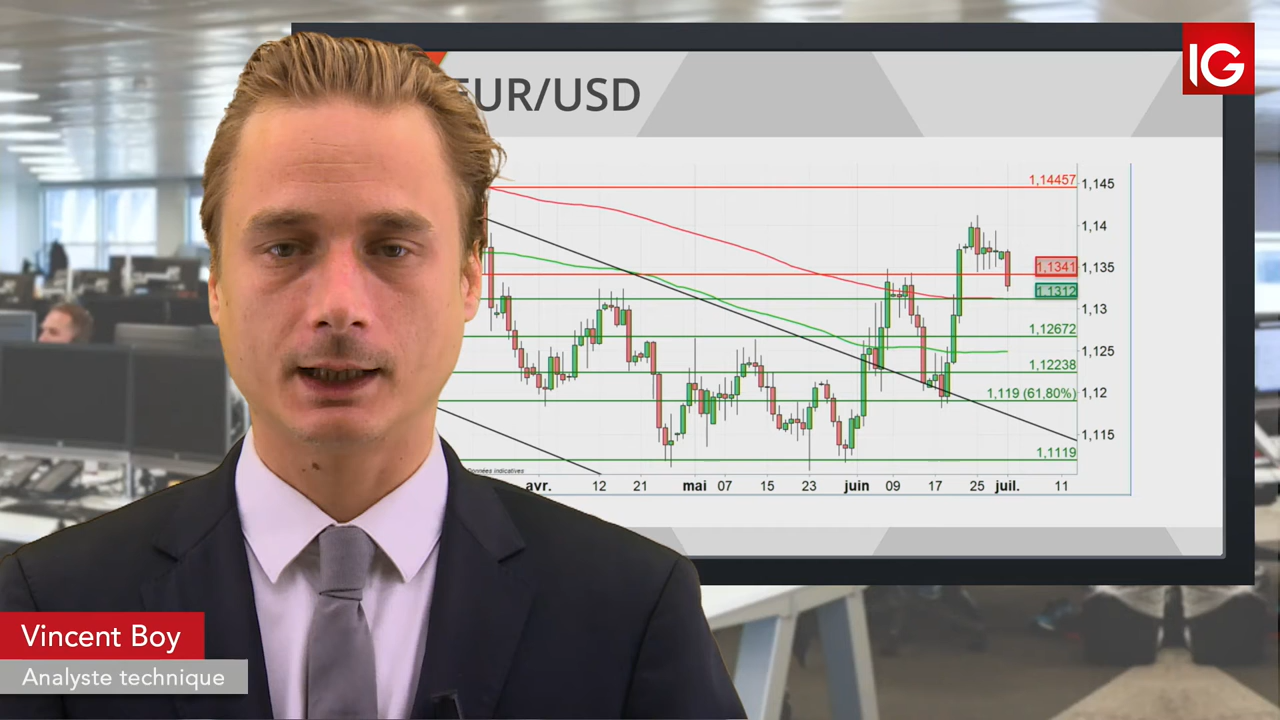 IG
EUR/USD
1,14457
1,145
1,14
1,1341
1,135
1,1312
1,13
1,12672
1,125
1,12238
1,119 (61,80%)
1,12
1,115
1,1119
Données indicatives
avr.
12
21
mai
07
15
23
juin
09
17
25
juil.
11
Vincent Boy
Analyste technique